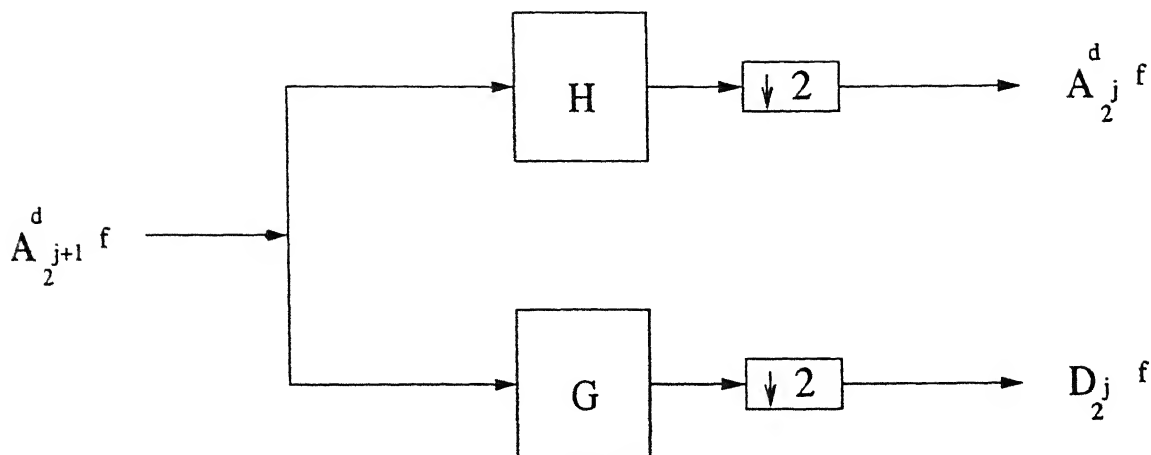 H
↓ 2
A^d_{2^j} f
A^d_{2^{j+1}} f
G
↓ 2
D_{2^j} f